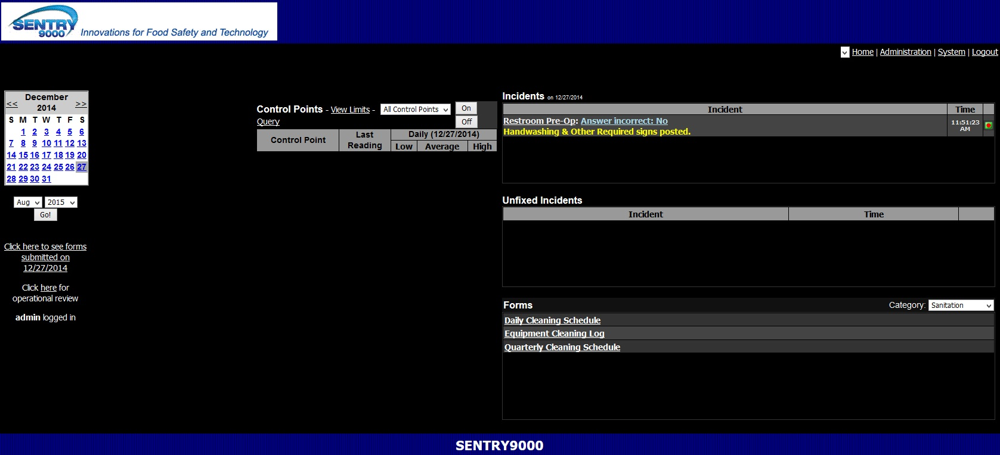 SENTRY
9000 Innovations for Food Safety and Technology
Home | Administration | System | Logout
<< December 2014 >>
S M T W T F S
1 2 3 4 5 6
7 8 9 10 11 12 13
14 15 16 17 18 19 20
21 22 23 24 25 26 27
28 29 30 31
Aug 2015
Go!
Click here to see forms
submitted on
12/27/2014
Click here for
operational review
admin logged in
Control Points - View Limits - All Control Points On
Query Off
Control Point Last Reading Daily (12/27/2014)
Low Average High
Incidents on 12/27/2014
Incident Time
Restroom Pre-Op: Answer incorrect: No 11:51:23 AM
Handwashing & Other Required signs posted.
Unfixed Incidents
Incident Time
Forms Category: Sanitation
Daily Cleaning Schedule
Equipment Cleaning Log
Quarterly Cleaning Schedule
SENTRY9000